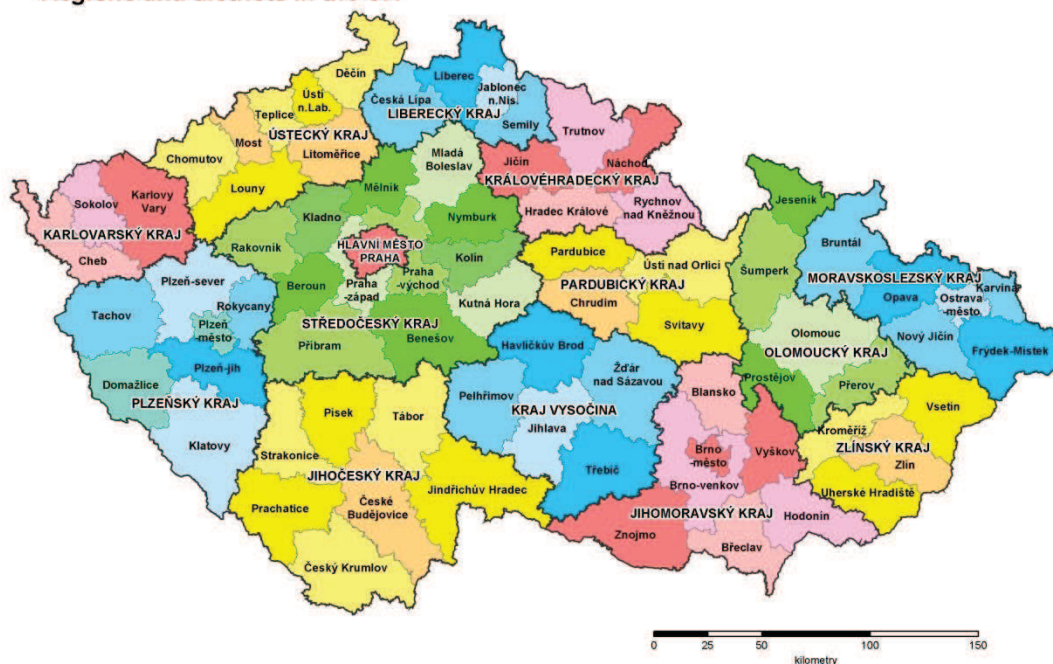 Regions and districts in the
Děčín
Liberec
Ústí
n.Lab.
Česká Lípa
Jablonec
n.Nis.
Teplice
LIBERECKÝ KRAJ
Semily
Trutnov
ÚSTECKÝ KRAJ
Most
Litoměřice
Mladá
Boleslav
Jičín
Náchod
Chomutov
KRÁLOVÉHRADECKÝ KRAJ
Louny
Mělník
Karlovy
Vary
Sokolov
Rychnov
nad Kněžnou
Jeseník
Kladno
Nymburk
Hradec Králové
KARLOVARSKÝ KRAJ
Bruntál
Rakovník
HLAVNÍ MĚSTO
PRAHA
Kolín
Pardubice
Ústí nad Orlicí
Šumperk
Cheb
Plzeň-sever
MORAVSKOSLEZSKÝ KRAJ
Karviná
Beroun
Praha
-západ
Praha
-východ
PARDUBICKÝ KRAJ
Opava
Ostrava
-město
Rokycany
Kutná Hora
Chrudim
Tachov
Plzeň
-město
STŘEDOČESKÝ KRAJ
Svitavy
Olomouc
Nový Jičín
Příbram
Benešov
Havlíčkův Brod
OLOMOUCKÝ KRAJ
Frýdek-Místek
Plzeň-jih
Žďár
nad Sázavou
Domažlice
Prostějov
Přerov
PLZEŇSKÝ KRAJ
Písek
Tábor
Pelhřimov
KRAJ VYSOČINA
Blansko
Vsetín
Jihlava
Kroměříž
Klatovy
Strakonice
Brno
-město
Vyškov
ZLÍNSKÝ KRAJ
Zlín
JIHOČESKÝ KRAJ
Jindřichův Hradec
Třebíč
Brno-venkov
Uherské Hradiště
Prachatice
České
Budějovice
JIHOMORAVSKÝ KRAJ
Hodonín
Znojmo
Břeclav
Český Krumlov
0 25 50 100 150
kilometry